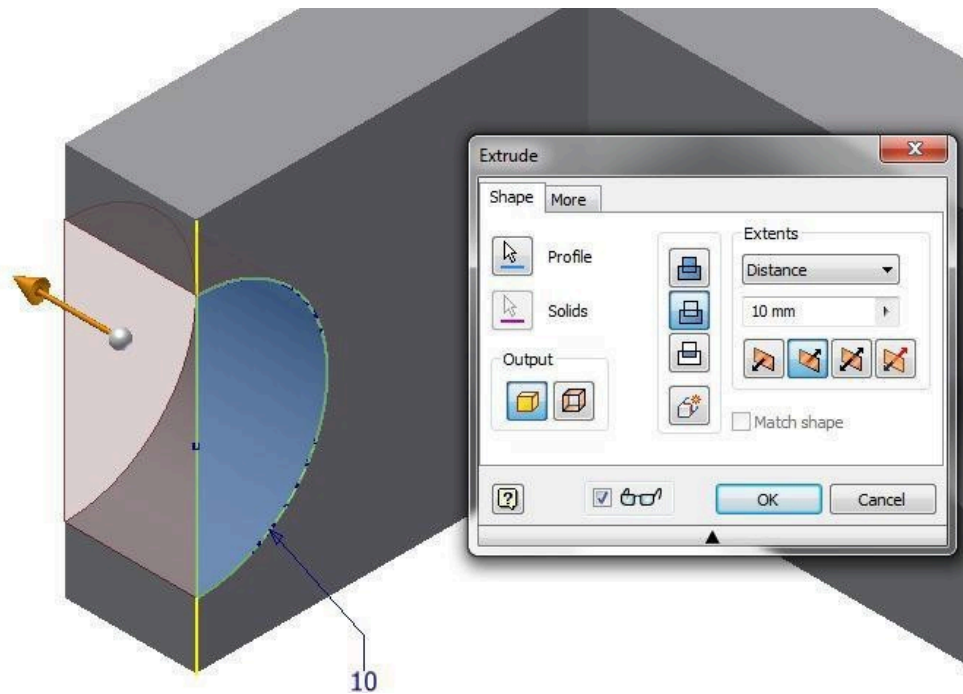 Extrude
Shape
More
Profile
Solids
Output
Extents
Distance
10 mm
Match shape
OK
Cancel
10